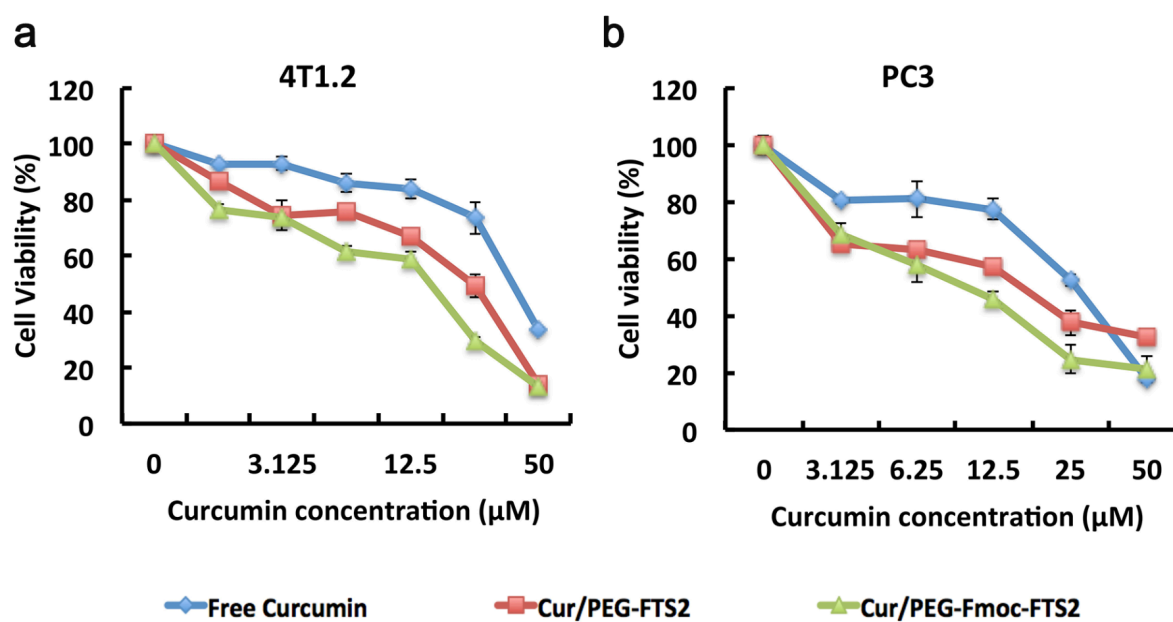 a
4T1.2
120
100
80
60
40
20
0
Cell Viability (%)
0 3.125 12.5 50
Curcumin concentration (μM)
b
PC3
120
100
80
60
40
20
0
Cell viability (%)
0 3.125 6.25 12.5 25 50
Curcumin concentration (μM)
Free Curcumin Cur/PEG-FTS2 Cur/PEG-Fmoc-FTS2